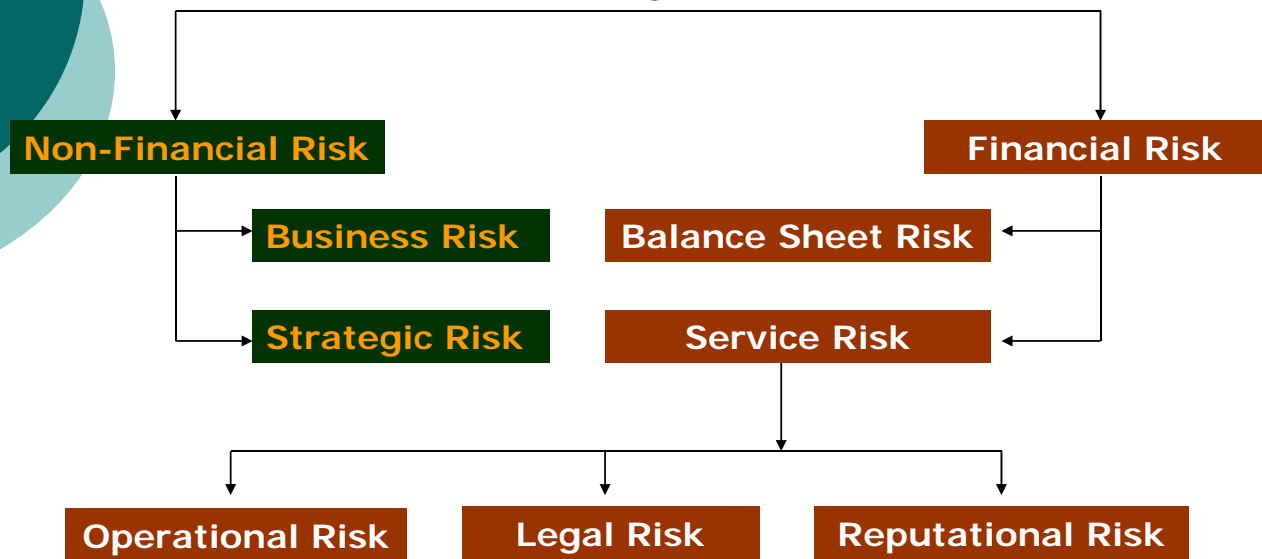 Non-Financial Risk
Financial Risk
Business Risk
Balance Sheet Risk
Strategic Risk
Service Risk
Operational Risk
Legal Risk
Reputational Risk